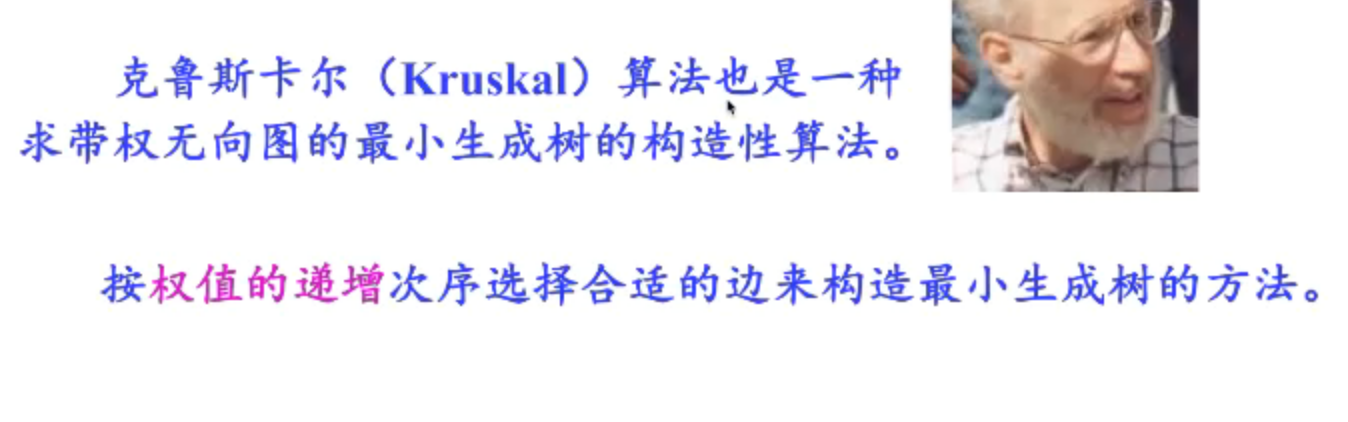 克鲁斯卡尔（Kruskal）算法也是一种
求带权无向图的最小生成树的构造性算法。
按权值的递增次序选择合适的边来构造最小生成树的方法。